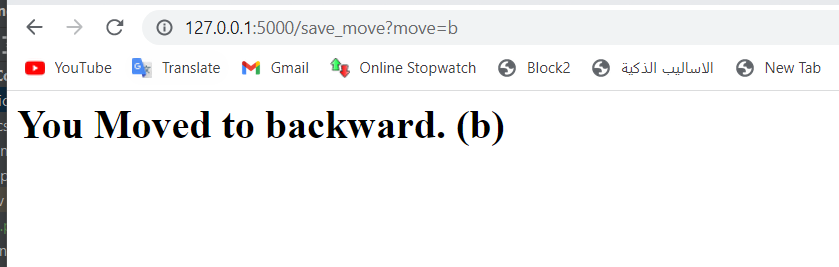 127.0.0.1:5000/save_move?move=b
YouTube Translate Gmail Online Stopwatch Block2 الاساليب الذكية New Tab
You Moved to backward. (b)